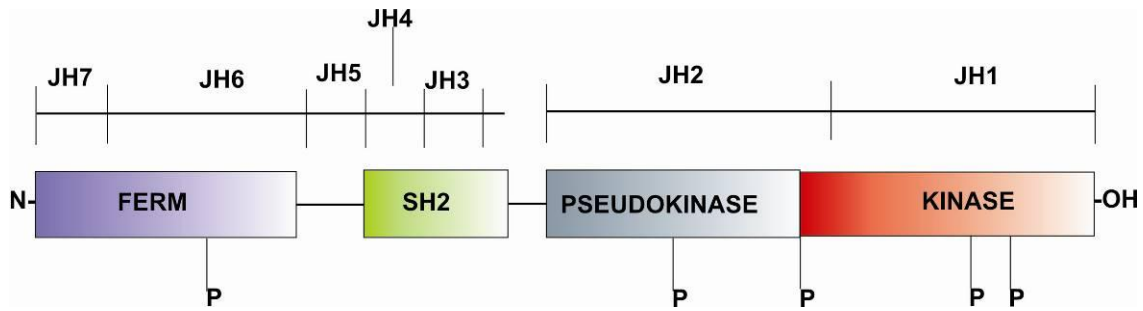 JH4
JH7 JH6 JH5 JH3 JH2 JH1
N- FERM SH2 PSEUDOKINASE KINASE -OH
P P P P P